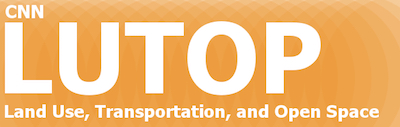 CNN
LUTOP
Land Use, Transportation, and Open Space